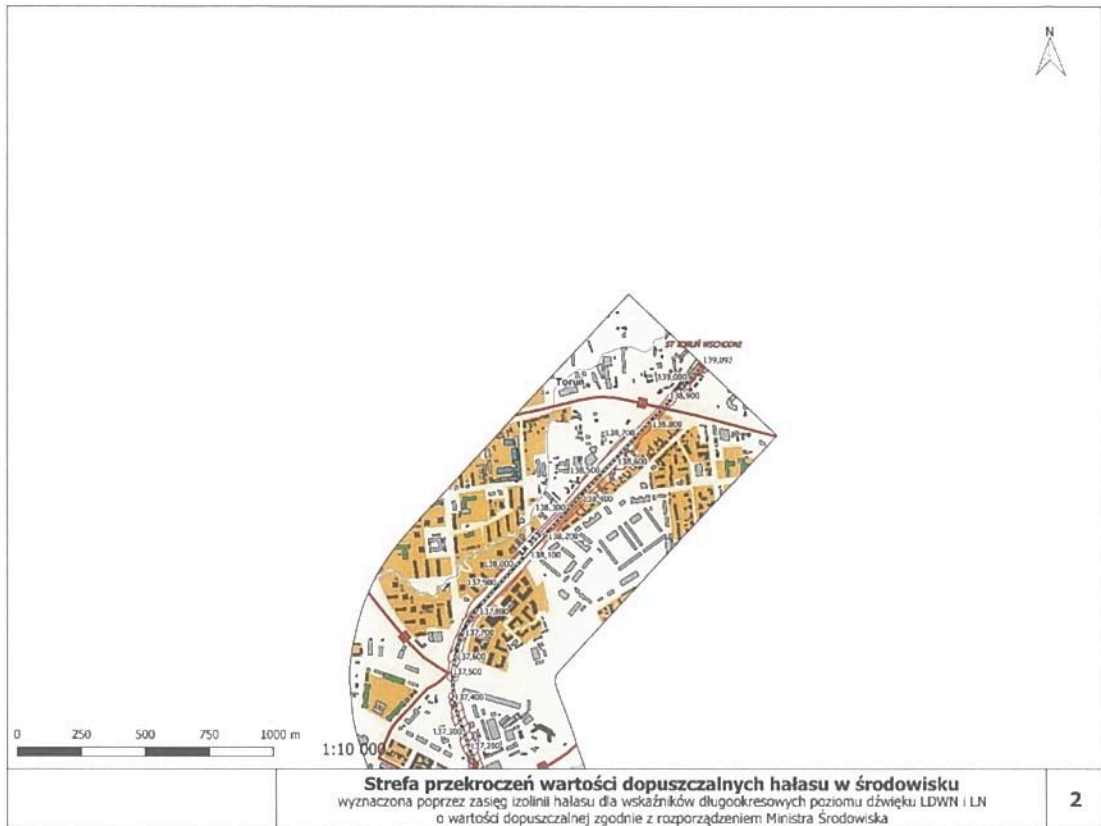 N
ST TORUŃ WSCHODNI
139,092
Toruń
139,000
138,900
138,800
138,700
138,600
138,500
138,400
138,300
138,200
LK 353
138,100
138,000
137,900
137,800
137,700
137,600
137,500
137,400
137,300
137,200
0 250 500 750 1000 m
1:10 000
Strefa przekroczeń wartości dopuszczalnych hałasu w środowisku
wyznaczona poprzez zasięg izolinii hałasu dla wskaźników długookresowych poziomu dźwięku LDWN i LN
o wartości dopuszczalnej zgodnie z rozporządzeniem Ministra Środowiska
2